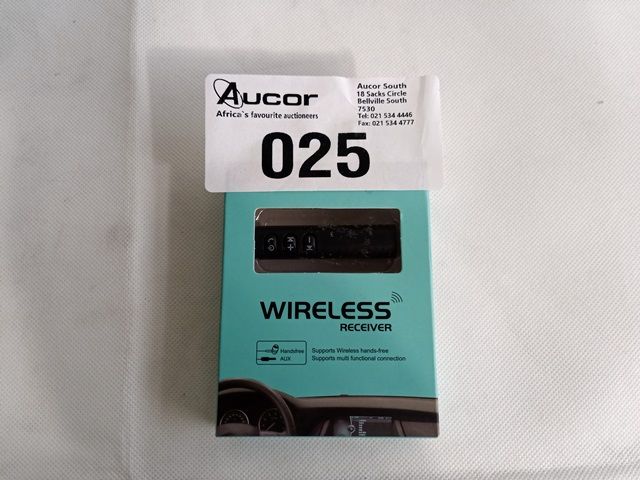 Aucor
Africa's favourite auctioneers
Aucor South
18 Sacks Circle
Bellville South
7530
Tel: 021 534 4446
Fax: 021 534 4777
025
WIRELESS
RECEIVER
Handsfree
AUX
Supports Wireless hands-free
Supports multi functional connection